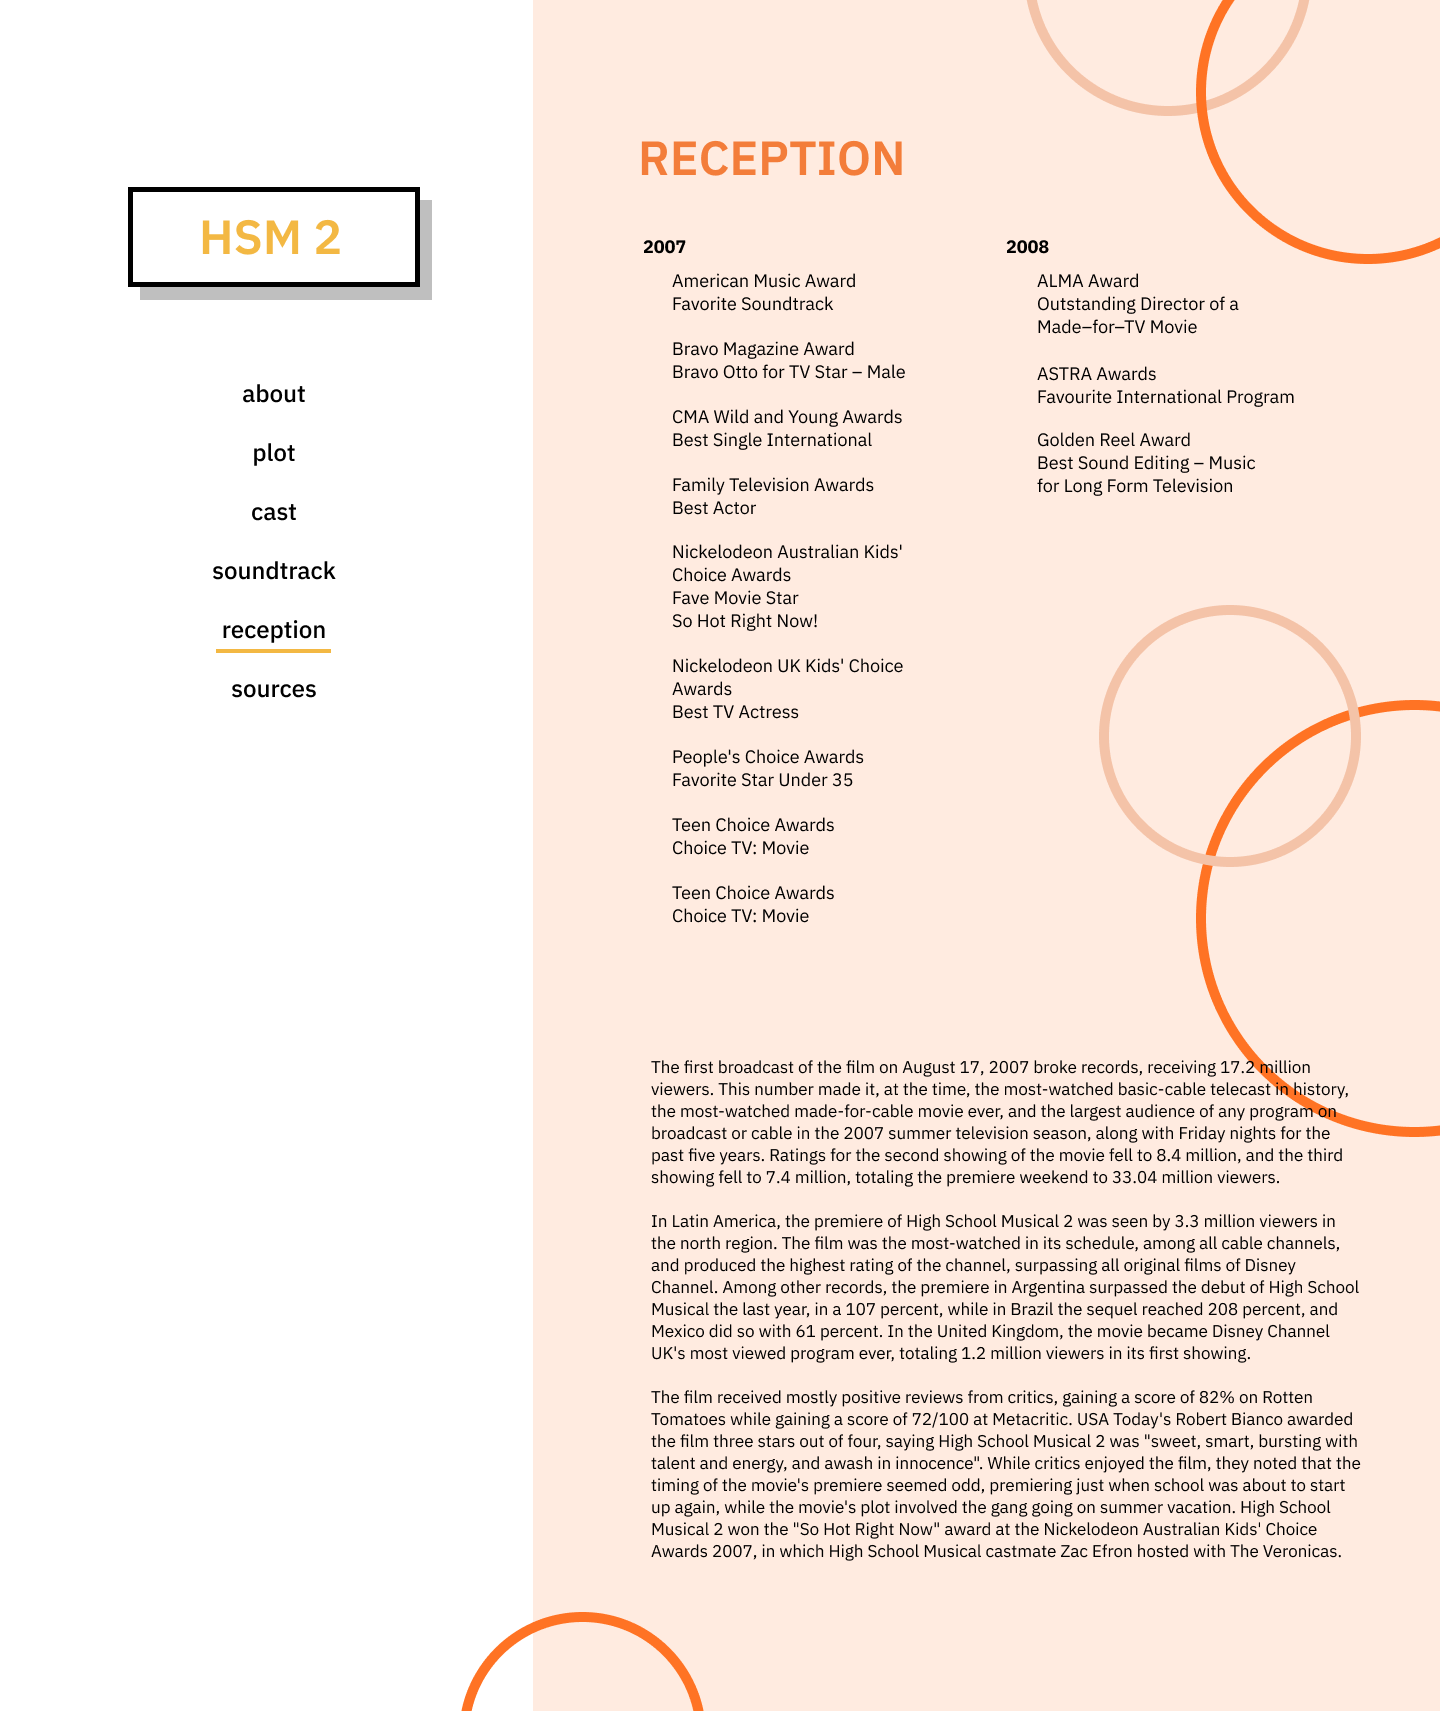 HSM 2
about
plot
cast
soundtrack
reception
sources
RECEPTION
2007
American Music Award
Favorite Soundtrack
Bravo Magazine Award
Bravo Otto for TV Star – Male
CMA Wild and Young Awards
Best Single International
Family Television Awards
Best Actor
Nickelodeon Australian Kids'
Choice Awards
Fave Movie Star
So Hot Right Now!
Nickelodeon UK Kids' Choice
Awards
Best TV Actress
People's Choice Awards
Favorite Star Under 35
Teen Choice Awards
Choice TV: Movie
Teen Choice Awards
Choice TV: Movie
2008
ALMA Award
Outstanding Director of a
Made–for–TV Movie
ASTRA Awards
Favourite International Program
Golden Reel Award
Best Sound Editing – Music
for Long Form Television
The first broadcast of the film on August 17, 2007 broke records, receiving 17.2 million
viewers. This number made it, at the time, the most-watched basic-cable telecast in history,
the most-watched made-for-cable movie ever, and the largest audience of any program on
broadcast or cable in the 2007 summer television season, along with Friday nights for the
past five years. Ratings for the second showing of the movie fell to 8.4 million, and the third
showing fell to 7.4 million, totaling the premiere weekend to 33.04 million viewers.
In Latin America, the premiere of High School Musical 2 was seen by 3.3 million viewers in
the north region. The film was the most-watched in its schedule, among all cable channels,
and produced the highest rating of the channel, surpassing all original films of Disney
Channel. Among other records, the premiere in Argentina surpassed the debut of High School
Musical the last year, in a 107 percent, while in Brazil the sequel reached 208 percent, and
Mexico did so with 61 percent. In the United Kingdom, the movie became Disney Channel
UK's most viewed program ever, totaling 1.2 million viewers in its first showing.
The film received mostly positive reviews from critics, gaining a score of 82% on Rotten
Tomatoes while gaining a score of 72/100 at Metacritic. USA Today's Robert Bianco awarded
the film three stars out of four, saying High School Musical 2 was "sweet, smart, bursting with
talent and energy, and awash in innocence". While critics enjoyed the film, they noted that the
timing of the movie's premiere seemed odd, premiering just when school was about to start
up again, while the movie's plot involved the gang going on summer vacation. High School
Musical 2 won the "So Hot Right Now" award at the Nickelodeon Australian Kids' Choice
Awards 2007, in which High School Musical castmate Zac Efron hosted with The Veronicas.